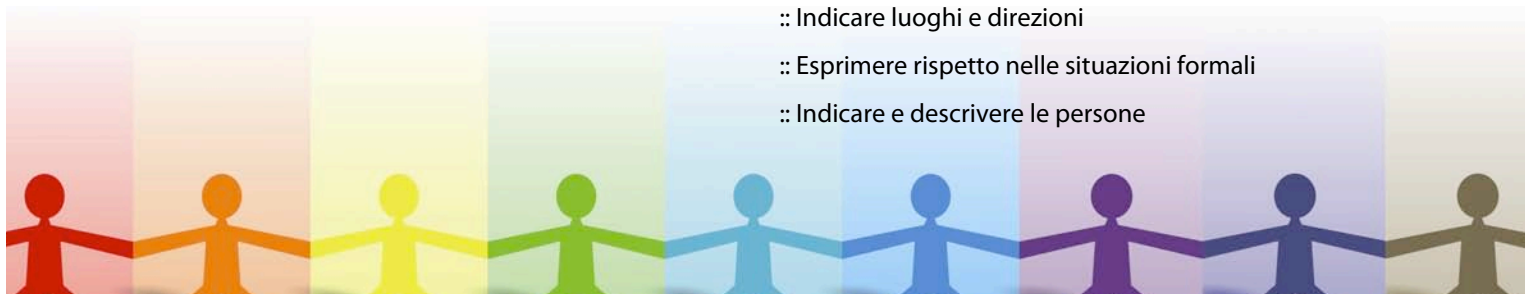 :: Indicare luoghi e direzioni
:: Esprimere rispetto nelle situazioni formali
:: Indicare e descrivere le persone